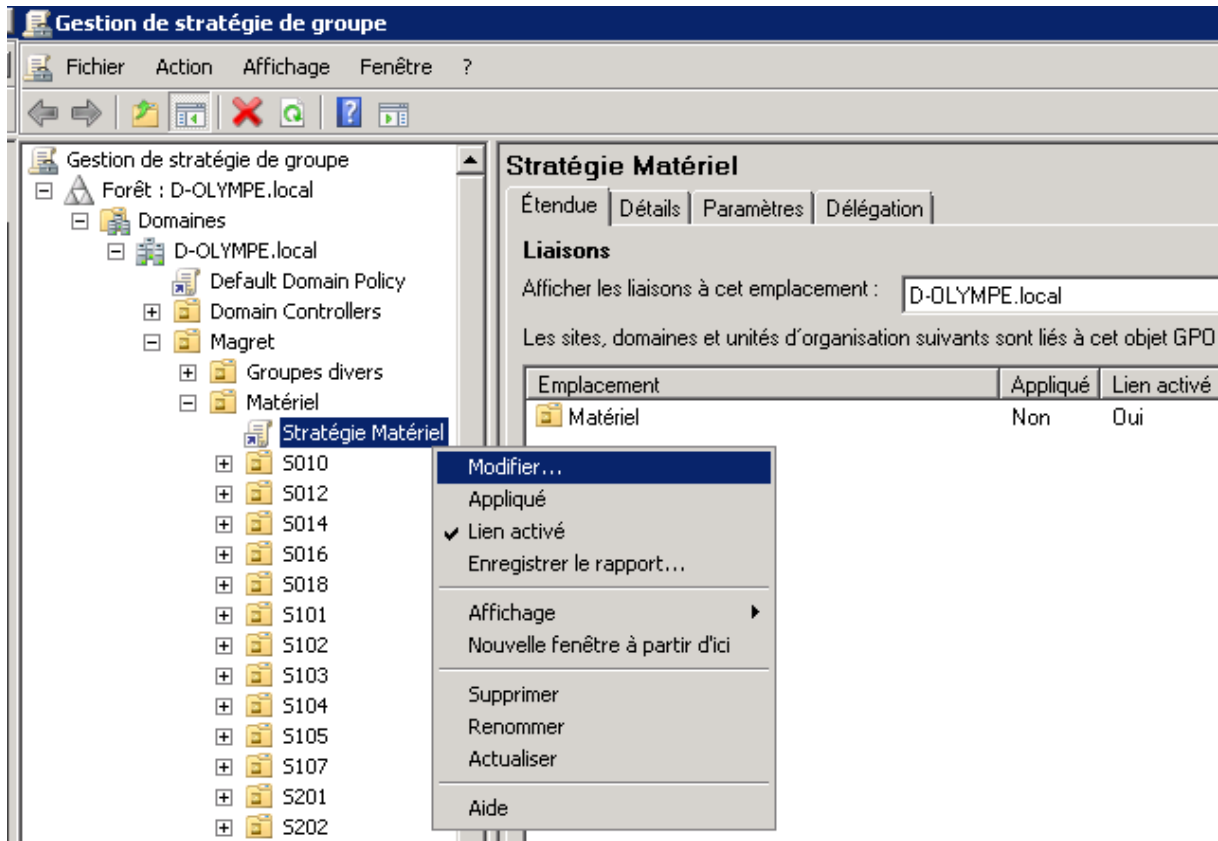 Gestion de stratégie de groupe
Fichier Action Affichage Fenêtre ?
Gestion de stratégie de groupe
Forêt : D-OLYMPE.local
Domaines
D-OLYMPE.local
Default Domain Policy
Domain Controllers
Magret
Groupes divers
Matériel
Stratégie Matériel
S010
S012
S014
S016
S018
S101
S102
S103
S104
S105
S107
S201
S202
Stratégie Matériel
Étendue Détails Paramètres Délégation
Liaisons
Afficher les liaisons à cet emplacement : D-OLYMPE.local
Les sites, domaines et unités d'organisation suivants sont liés à cet objet GPO
Emplacement Appliqué Lien activé
Matériel Non Oui
Modifier...
Appliqué
Lien activé
Enregistrer le rapport...
Affichage
Nouvelle fenêtre à partir d'ici
Supprimer
Renommer
Actualiser
Aide